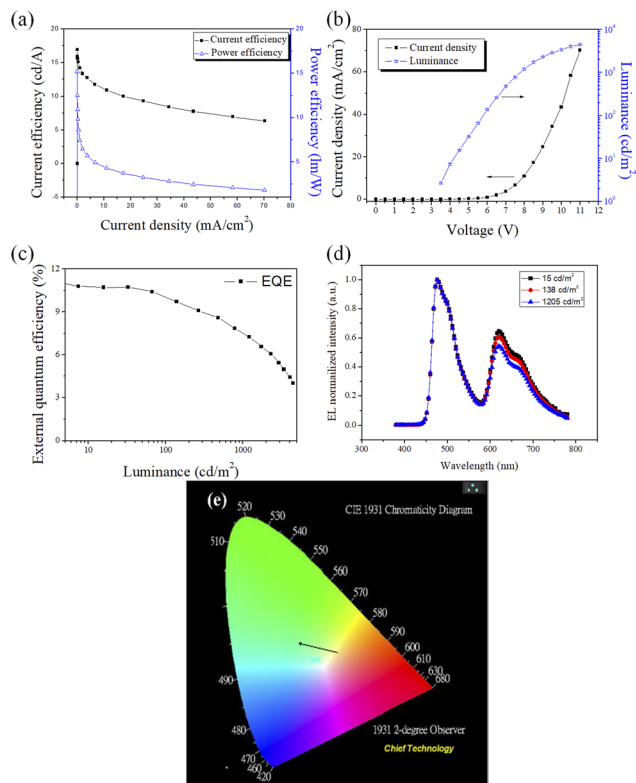 (a)
Current efficiency
Power efficiency
Current efficiency (cd/A)
20
15
10
5
0
-5
0 10 20 30 40 50 60 70 80
Current density (mA/cm²)
20
15
10
5
Power efficiency (lm/W)
(b)
Current density
Luminance
Current density (mA/cm²)
80
60
40
20
0
0 1 2 3 4 5 6 7 8 9 10 11 12
Voltage (V)
10⁴
10³
10²
10¹
10⁰
Luminance (cd/m²)
(c)
EQE
External quantum efficiency (%)
12
9
6
3
0
10 100 1000
Luminance (cd/m²)
(d)
15 cd/m²
138 cd/m²
1205 cd/m²
EL normalized intensity (a.u.)
1.0
0.8
0.6
0.4
0.2
0.0
300 400 500 600 700 800
Wavelength (nm)
(e)
CIE 1931 Chromaticity Diagram
520
530
540
510
550
560
570
580
590
600
610
630
680
490
480
470
460
420
1931 2-degree Observer
Chief Technology